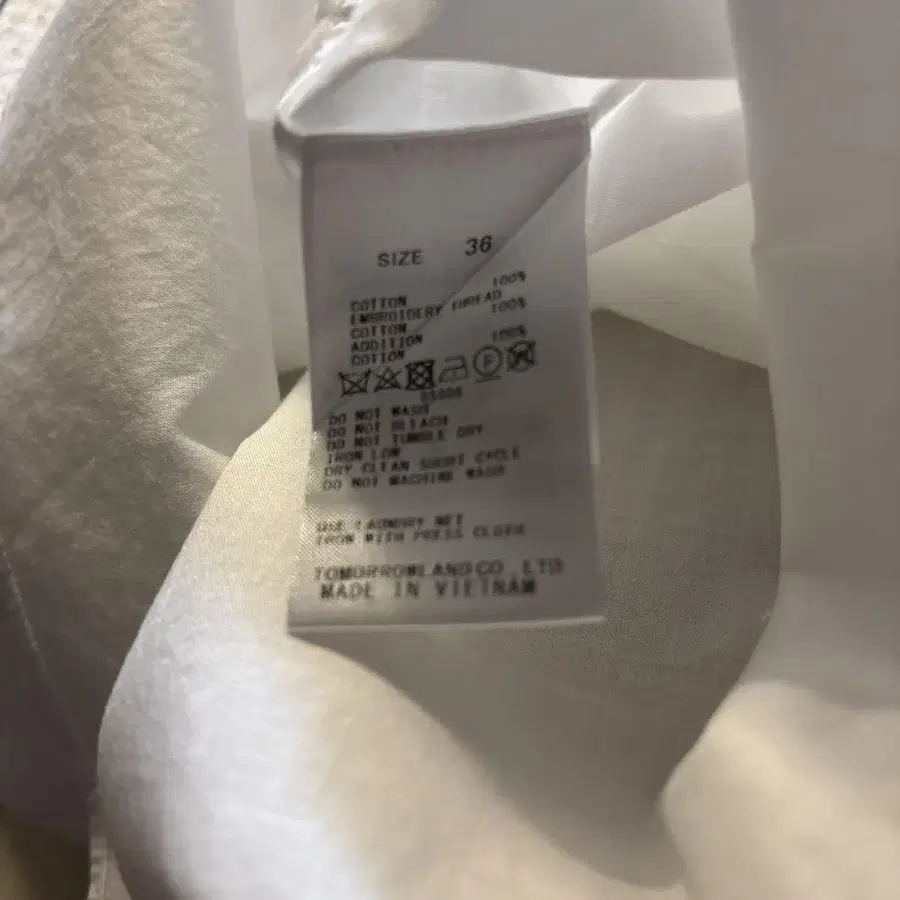 SIZE 36
COTTON 100%
EMBROIDERY THREAD
COTTON 100%
ADDITION
COTTON 100%
P
DO NOT WASH
DO NOT BLEACH
DO NOT TUMBLE DRY
IRON LOW
DRY CLEAN SHORT CYCLE
DO NOT MACHINE WASH
USE LAUNDRY NET
IRON WITH PRESS CLOTH
TOMORROWLAND CO., LTD
MADE IN VIETNAM